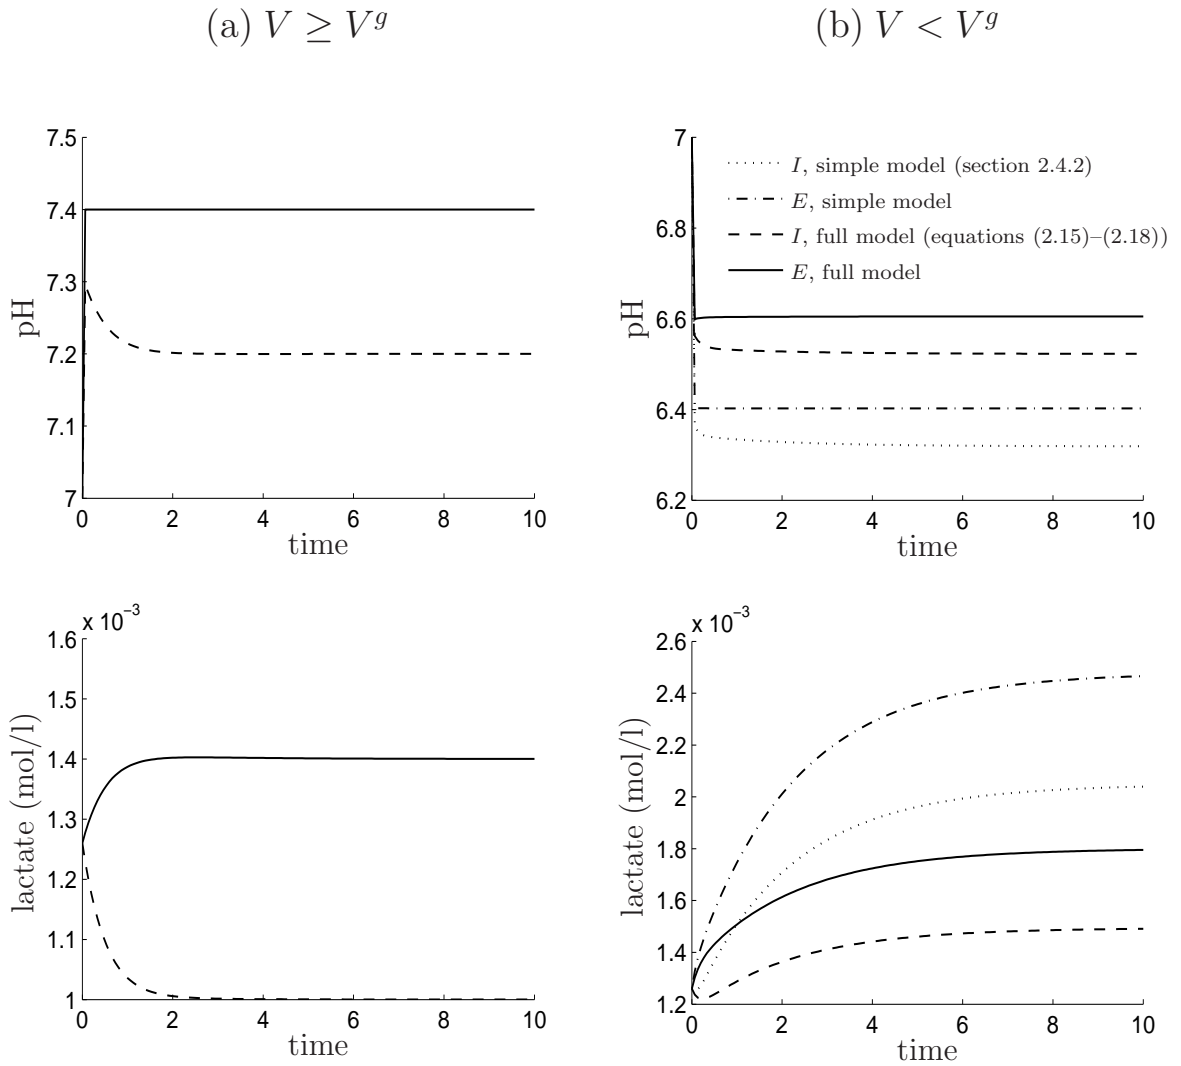 (a) V ≥ V^g
(b) V < V^g
7.5
7.4
7.3
7.2
7.1
7
pH
0 2 4 6 8 10
time
7
6.8
6.6
6.4
6.2
pH
I, simple model (section 2.4.2)
E, simple model
I, full model (equations (2.15)–(2.18))
E, full model
0 2 4 6 8 10
time
x 10^−3
1.6
1.5
1.4
1.3
1.2
1.1
1
lactate (mol/l)
0 2 4 6 8 10
time
x 10^−3
2.6
2.4
2.2
2
1.8
1.6
1.4
1.2
lactate (mol/l)
0 2 4 6 8 10
time